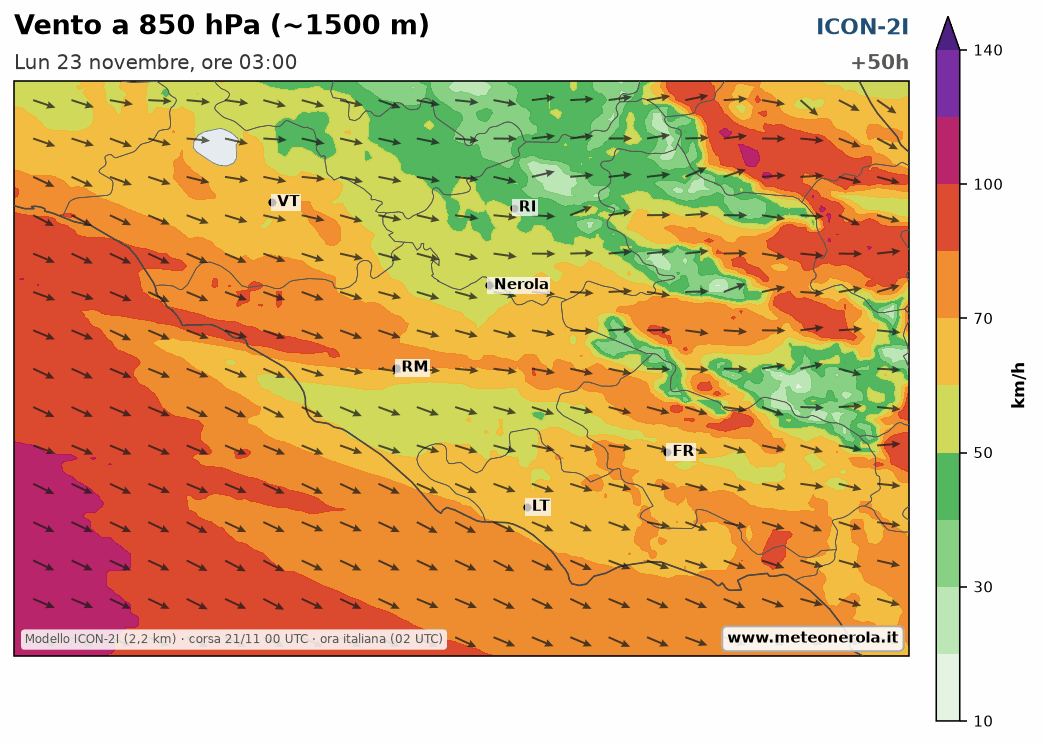 Vento a 850 hPa (~1500 m)
ICON-2I
Lun 23 novembre, ore 03:00
+50h
VT
RI
Nerola
RM
FR
LT
Modello ICON-2I (2,2 km) · corsa 21/11 00 UTC · ora italiana (02 UTC)
www.meteonerola.it
140
100
70
50
30
10
km/h